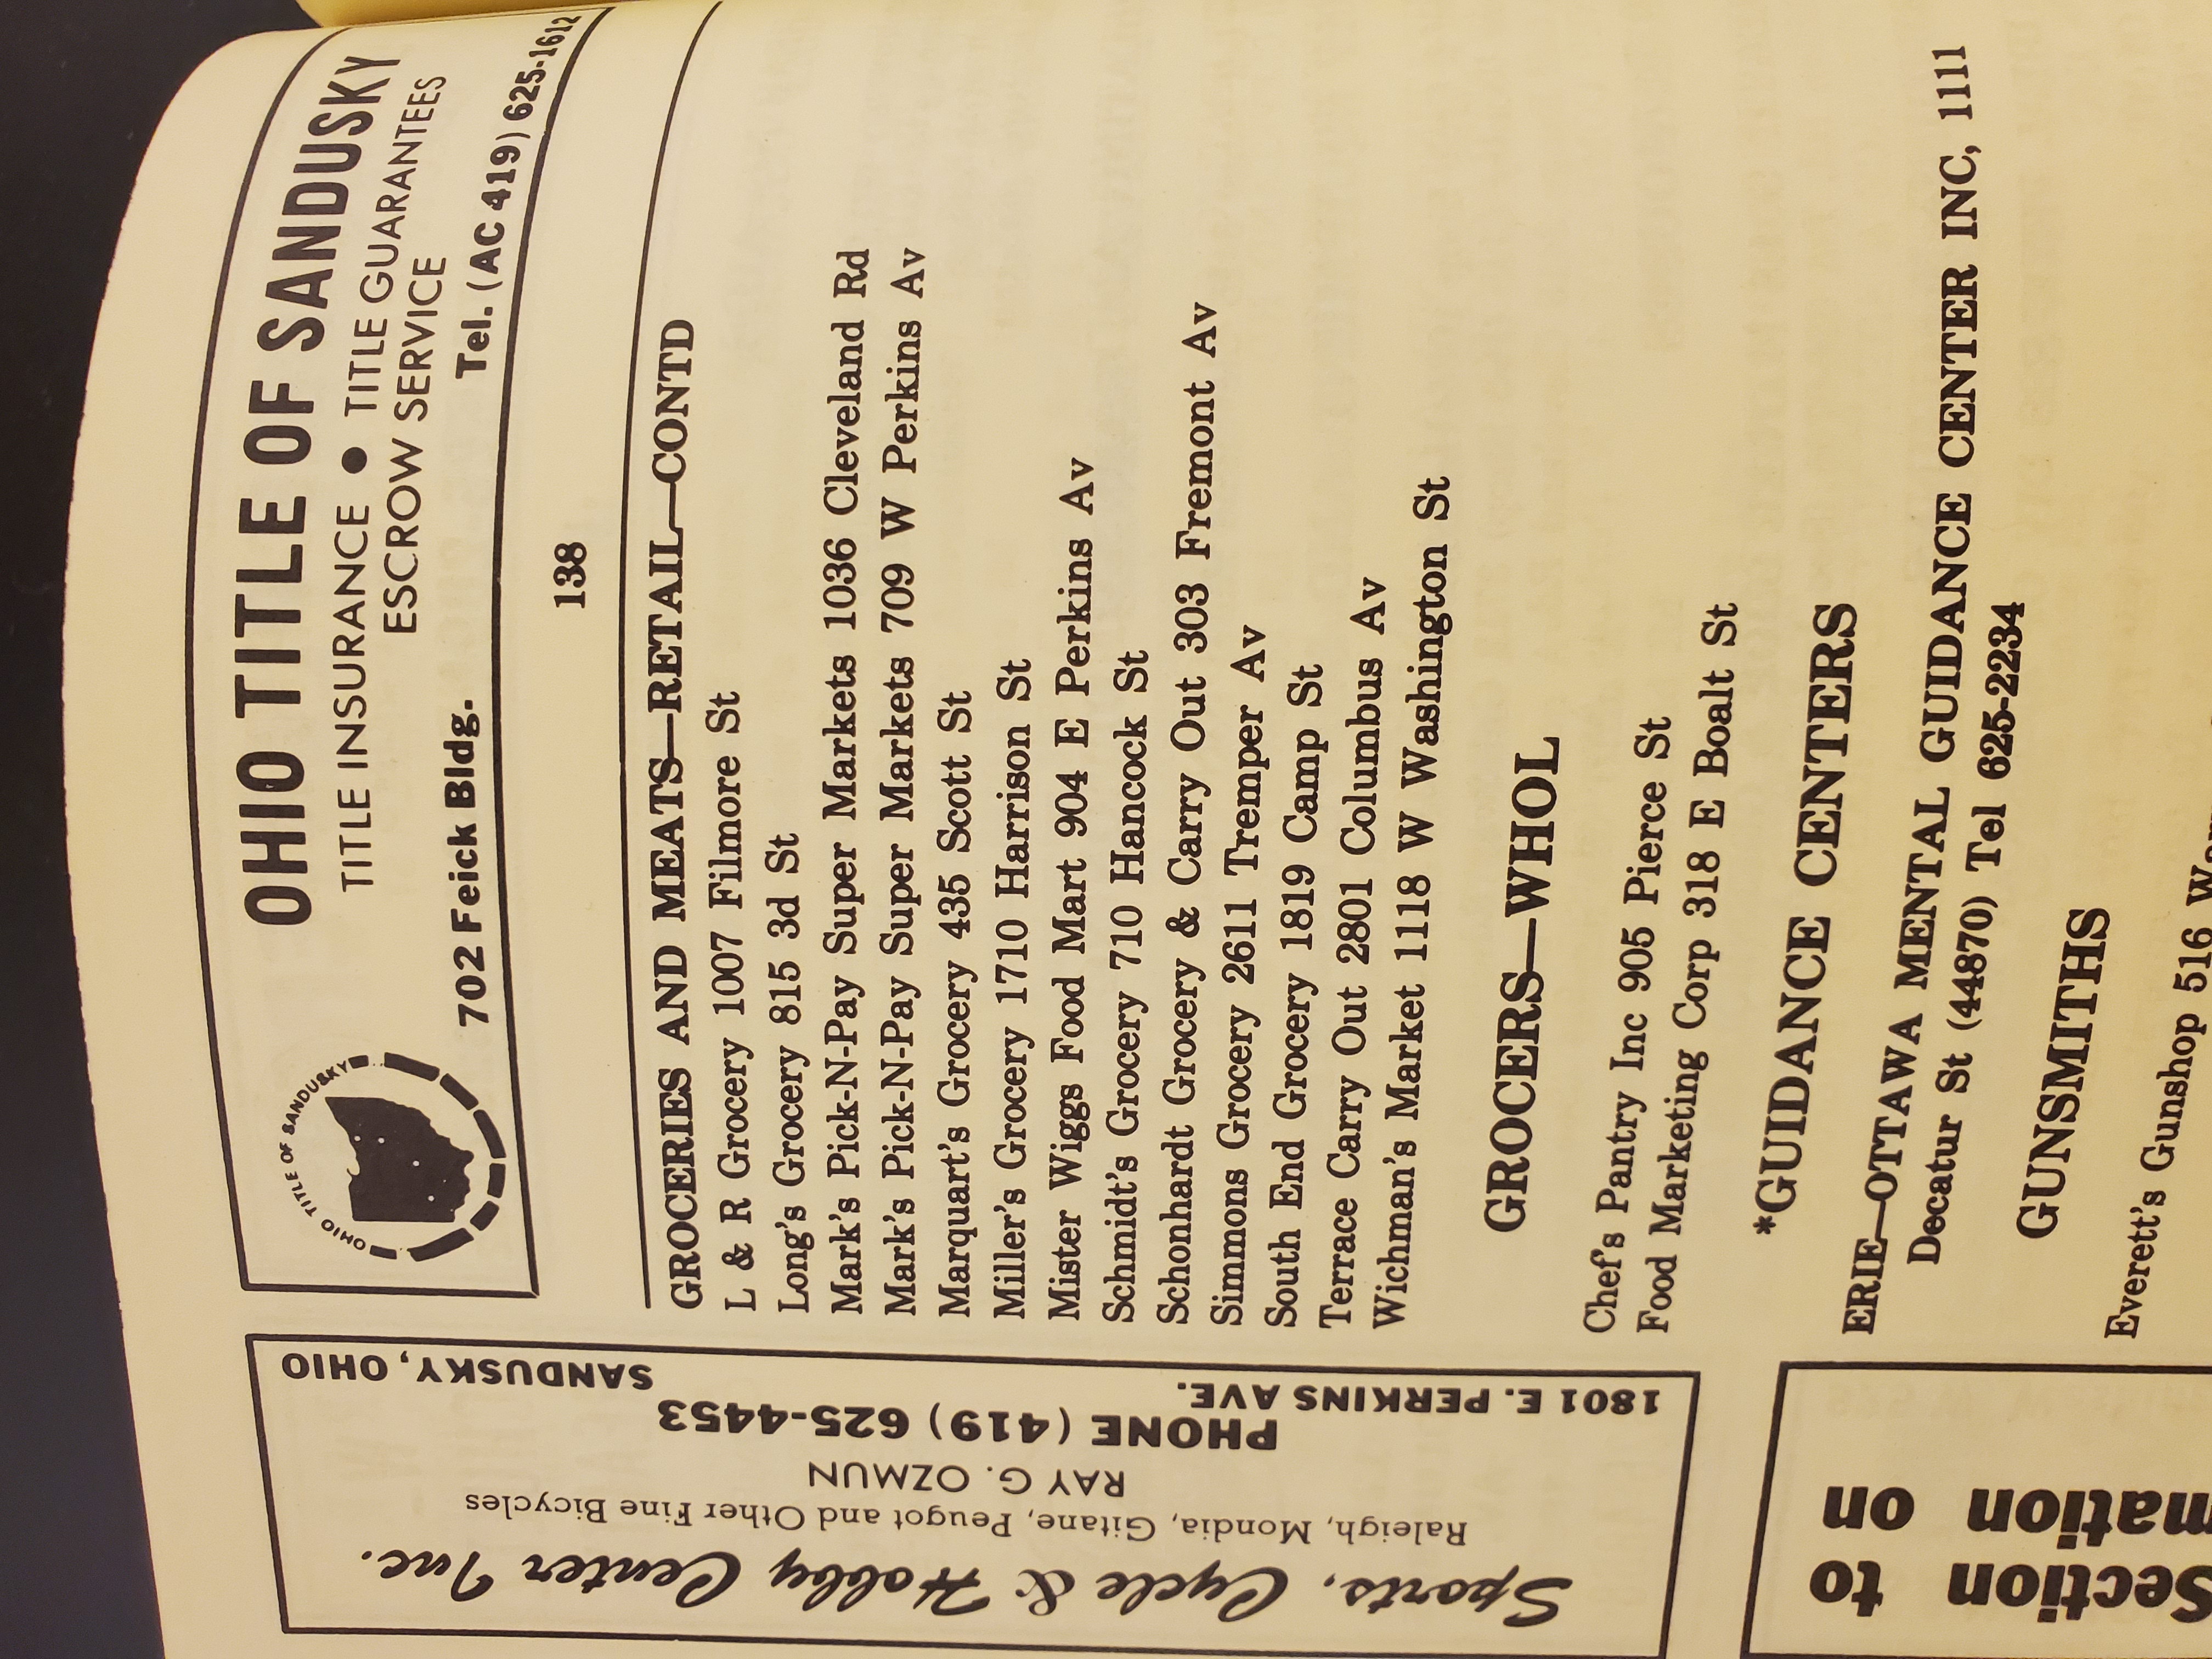 OHIO TITLE OF SANDUSKY
OHIO TITLE OF SANDUSKY
TITLE INSURANCE ● TITLE GUARANTEES
ESCROW SERVICE
702 Feick Bldg. Tel. (AC 419) 625-1612
138
GROCERIES AND MEATS—RETAIL—CONTD
L & R Grocery 1007 Filmore St
Long's Grocery 815 3d St
Mark's Pick-N-Pay Super Markets 1036 Cleveland Rd
Mark's Pick-N-Pay Super Markets 709 W Perkins Av
Marquart's Grocery 435 Scott St
Miller's Grocery 1710 Harrison St
Mister Wiggs Food Mart 904 E Perkins Av
Schmidt's Grocery 710 Hancock St
Schonhardt Grocery & Carry Out 303 Fremont Av
Simmons Grocery 2611 Tremper Av
South End Grocery 1819 Camp St
Terrace Carry Out 2801 Columbus Av
Wichman's Market 1118 W Washington St
GROCERS—WHOL
Chef's Pantry Inc 905 Pierce St
Food Marketing Corp 318 E Boalt St
*GUIDANCE CENTERS
ERIE—OTTAWA MENTAL GUIDANCE CENTER INC, 1111
Decatur St (44870) Tel 625-2234
GUNSMITHS
Everett's Gunshop 516
Sports, Cycle & Hobby Center Inc.
Raleigh, Mondia, Gitane, Peugot and Other Fine Bicycles
RAY G. OZMUN
PHONE (419) 625-4453
1801 E. PERKINS AVE. SANDUSKY, OHIO
Section to
mation on